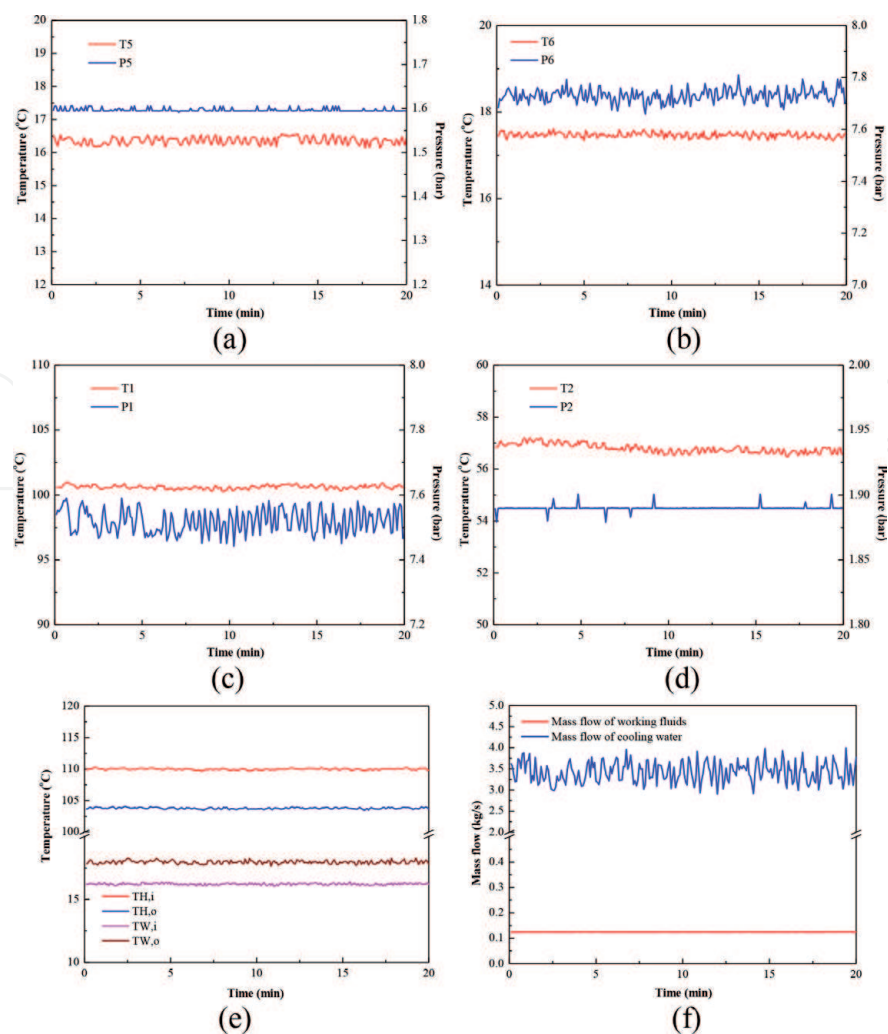 20
19
18
17
16
15
14
13
12
Temperature (°C)
T5
P5
1.8
1.7
1.6
1.5
1.4
1.3
1.2
Pressure (bar)
0 5 10 15 20
Time (min)
(a)
20
18
16
14
Temperature (°C)
T6
P6
8.0
7.8
7.6
7.4
7.2
7.0
Pressure (bar)
0 5 10 15 20
Time (min)
(b)
110
105
100
95
90
Temperature (°C)
T1
P1
8.0
7.8
7.6
7.4
7.2
Pressure (bar)
0 5 10 15 20
Time (min)
(c)
60
58
56
54
52
50
Temperature (°C)
T2
P2
2.00
1.95
1.90
1.85
1.80
Pressure (bar)
0 5 10 15 20
Time (min)
(d)
120
115
110
105
100
15
10
Temperature (°C)
TH,i
TH,o
TW,i
TW,o
0 5 10 15 20
Time (min)
(e)
5.0
4.5
4.0
3.5
3.0
2.5
2.0
0.4
0.3
0.2
0.1
0.0
Mass flow (kg/s)
Mass flow of working fluids
Mass flow of cooling water
0 5 10 15 20
Time (min)
(f)